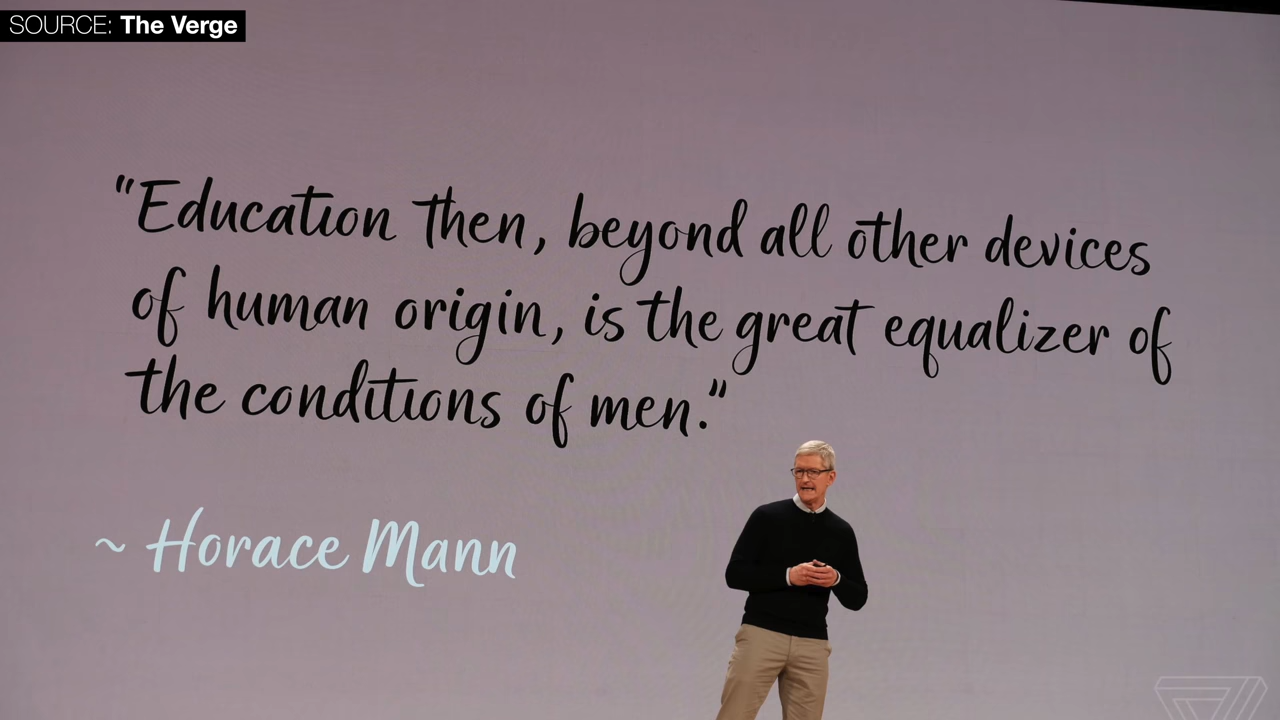 SOURCE: The Verge
"Education then, beyond all other devices
of human origin, is the great equalizer of
the conditions of men."
~ Horace Mann